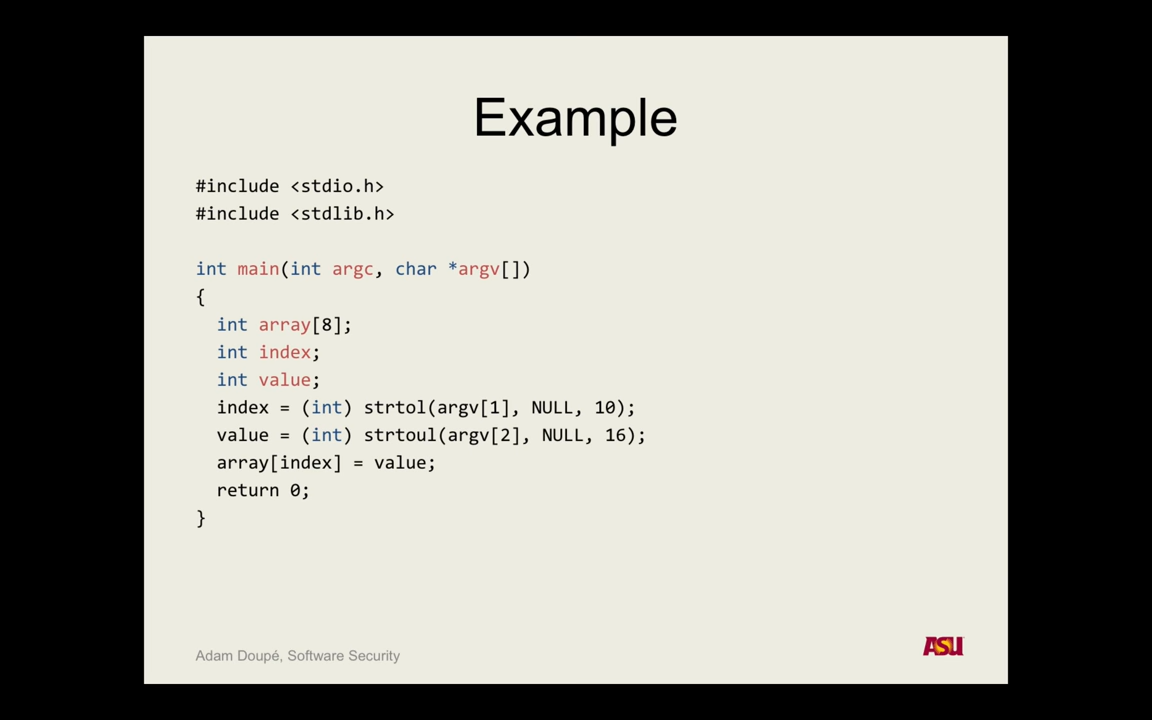 Example
#include <stdio.h>
#include <stdlib.h>
int main(int argc, char *argv[])
{
  int array[8];
  int index;
  int value;
  index = (int) strtol(argv[1], NULL, 10);
  value = (int) strtoul(argv[2], NULL, 16);
  array[index] = value;
  return 0;
}
Adam Doupé, Software Security
ASU